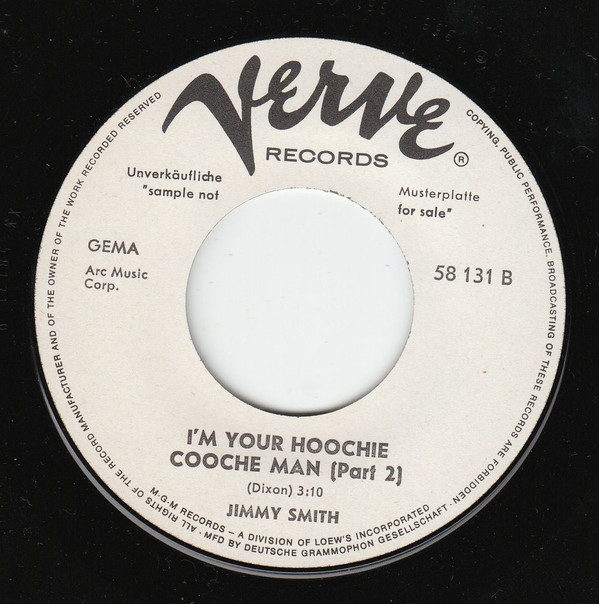 Verve
RECORDS ®
Unverkäufliche Musterplatte
"sample not for sale"
GEMA
Arc Music
Corp.
58 131 B
I'M YOUR HOOCHIE
COOCHE MAN (Part 2)
(Dixon) 3:10
JIMMY SMITH
M·G·M RECORDS – A DIVISION OF LOEW'S INCORPORATED
· MFD BY DEUTSCHE GRAMMOPHON GESELLSCHAFT · ALL RIGHTS OF THE RECORD MANUFACTURER AND OF THE OWNER OF THE WORK RECORDED RESERVED
COPYING, PUBLIC PERFORMANCE, BROADCASTING OF THESE RECORDS ARE FORBIDDEN